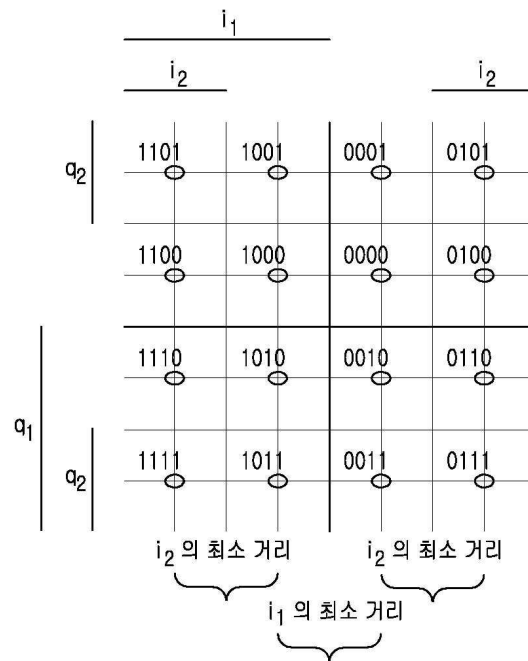 i₁
i₂ i₂
q₂
1101 1001 0001 0101
1100 1000 0000 0100
q₁
1110 1010 0010 0110
q₂
1111 1011 0011 0111
i₂ 의 최소 거리 i₂ 의 최소 거리
i₁ 의 최소 거리